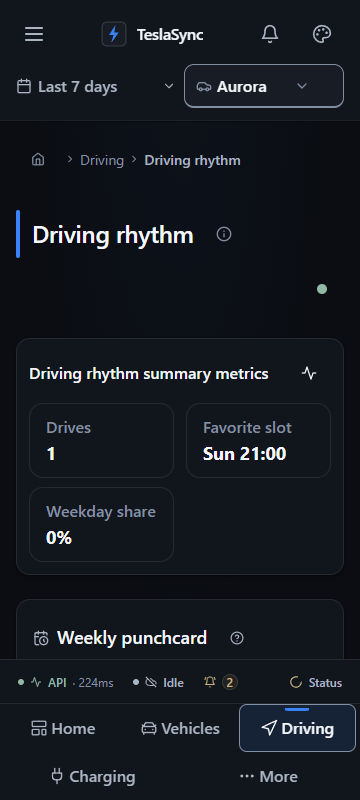 TeslaSync
Last 7 days
Aurora
Driving
Driving rhythm
Driving rhythm
Driving rhythm summary metrics
Drives
1
Favorite slot
Sun 21:00
Weekday share
0%
Weekly punchcard
API · 224ms
Idle
2
Status
Home
Vehicles
Driving
Charging
More